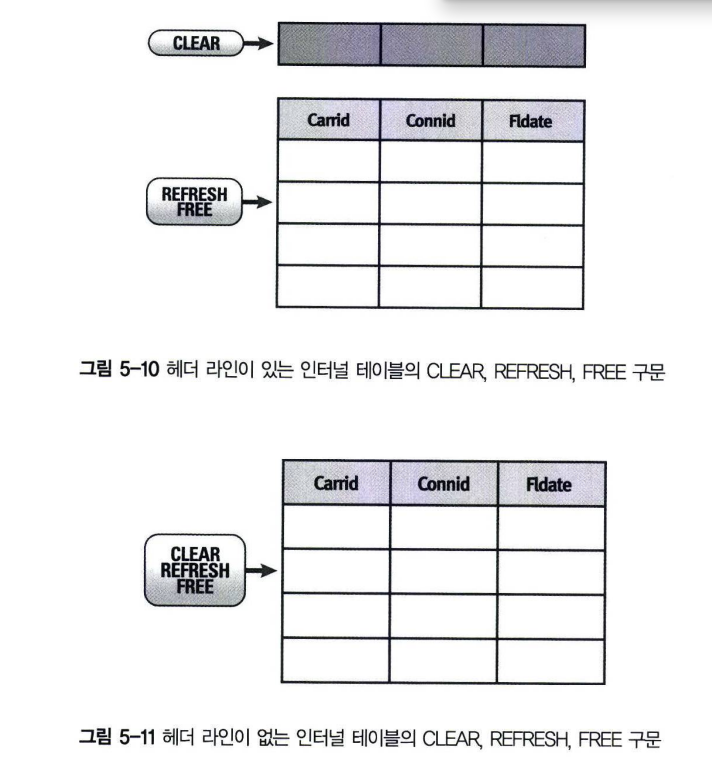 CLEAR
Carrid Connid Fldate
REFRESH
FREE
그림 5-10 헤더 라인이 있는 인터널 테이블의 CLEAR, REFRESH, FREE 구문
Carrid Connid Fldate
CLEAR
REFRESH
FREE
그림 5-11 헤더 라인이 없는 인터널 테이블의 CLEAR, REFRESH, FREE 구문